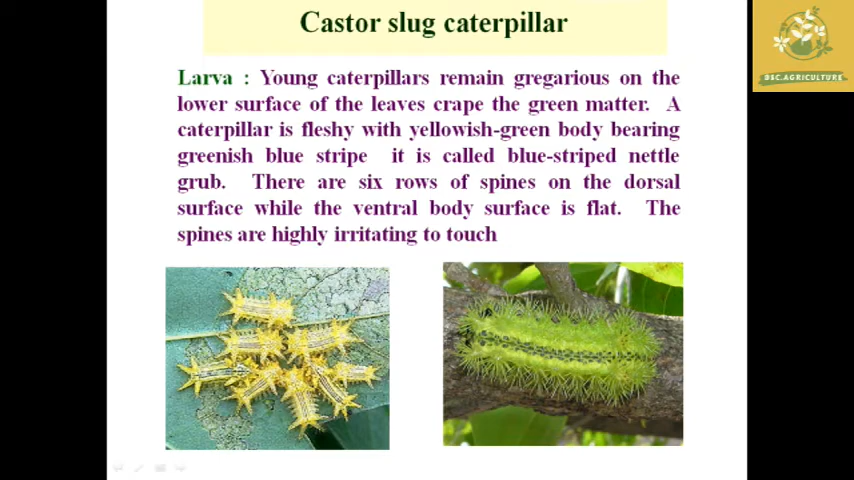 Castor slug caterpillar
BSC.AGRICULTURE
Larva : Young caterpillars remain gregarious on the
lower surface of the leaves crape the green matter. A
caterpillar is fleshy with yellowish-green body bearing
greenish blue stripe it is called blue-striped nettle
grub. There are six rows of spines on the dorsal
surface while the ventral body surface is flat. The
spines are highly irritating to touch